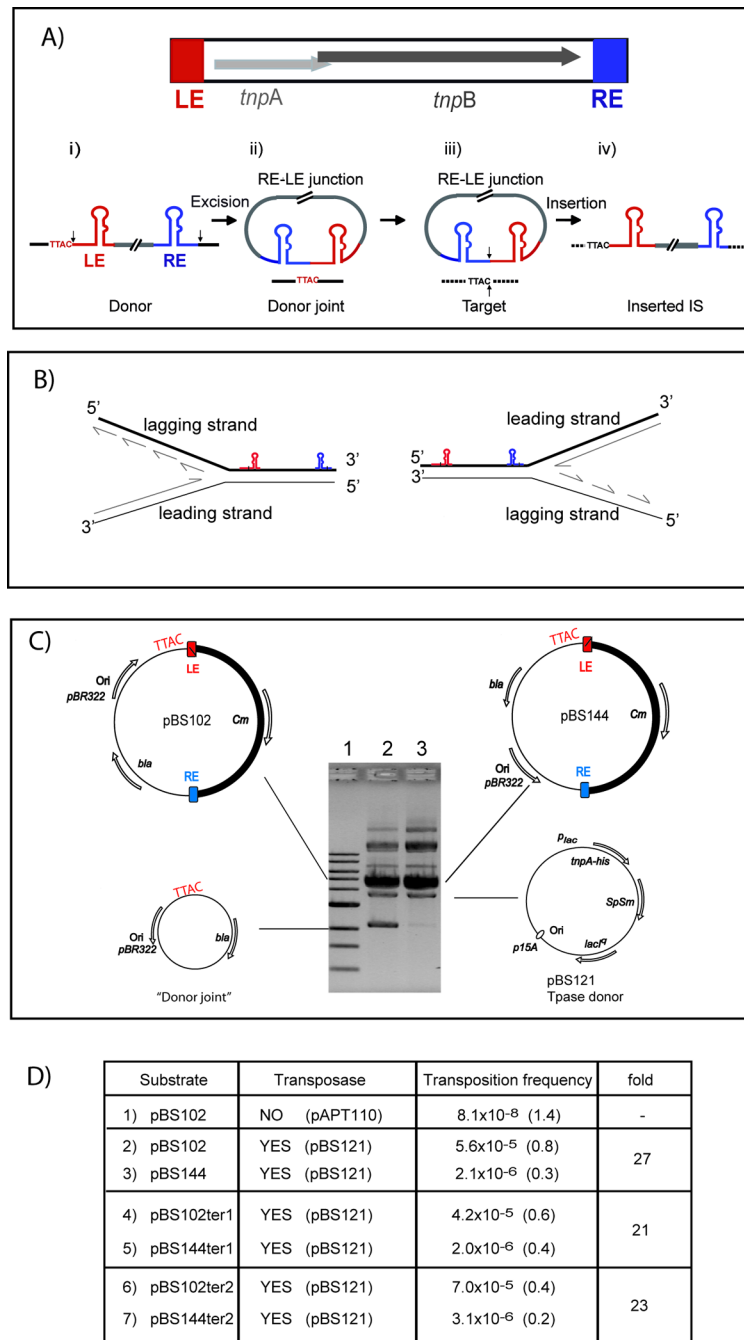 A)
LE
tnpA
tnpB
RE
i)
ii)
iii)
iv)
RE-LE junction
RE-LE junction
Excision
Insertion
TTAC
LE
RE
TTAC
TTAC
TTAC
Donor
Donor joint
Target
Inserted IS
B)
5’
lagging strand
3’
5’
leading strand
3’
3’
leading strand
5’
3’
lagging strand
5’
C)
TTAC
LE
Ori
pBR322
pBS102
Cm
bla
RE
TTAC
LE
bla
pBS144
Cm
Ori
pBR322
RE
1 2 3
TTAC
Ori
pBR322
bla
“Donor joint”
Plac
tnpA-his
SpSm
Ori
p15A
lacIq
pBS121
Tpase donor
D)
Substrate Transposase Transposition frequency fold
1) pBS102 NO (pAPT110) 8.1x10-8 (1.4) -
2) pBS102 YES (pBS121) 5.6x10-5 (0.8)
27
3) pBS144 YES (pBS121) 2.1x10-6 (0.3)
4) pBS102ter1 YES (pBS121) 4.2x10-5 (0.6)
21
5) pBS144ter1 YES (pBS121) 2.0x10-6 (0.4)
6) pBS102ter2 YES (pBS121) 7.0x10-5 (0.4)
23
7) pBS144ter2 YES (pBS121) 3.1x10-6 (0.2)